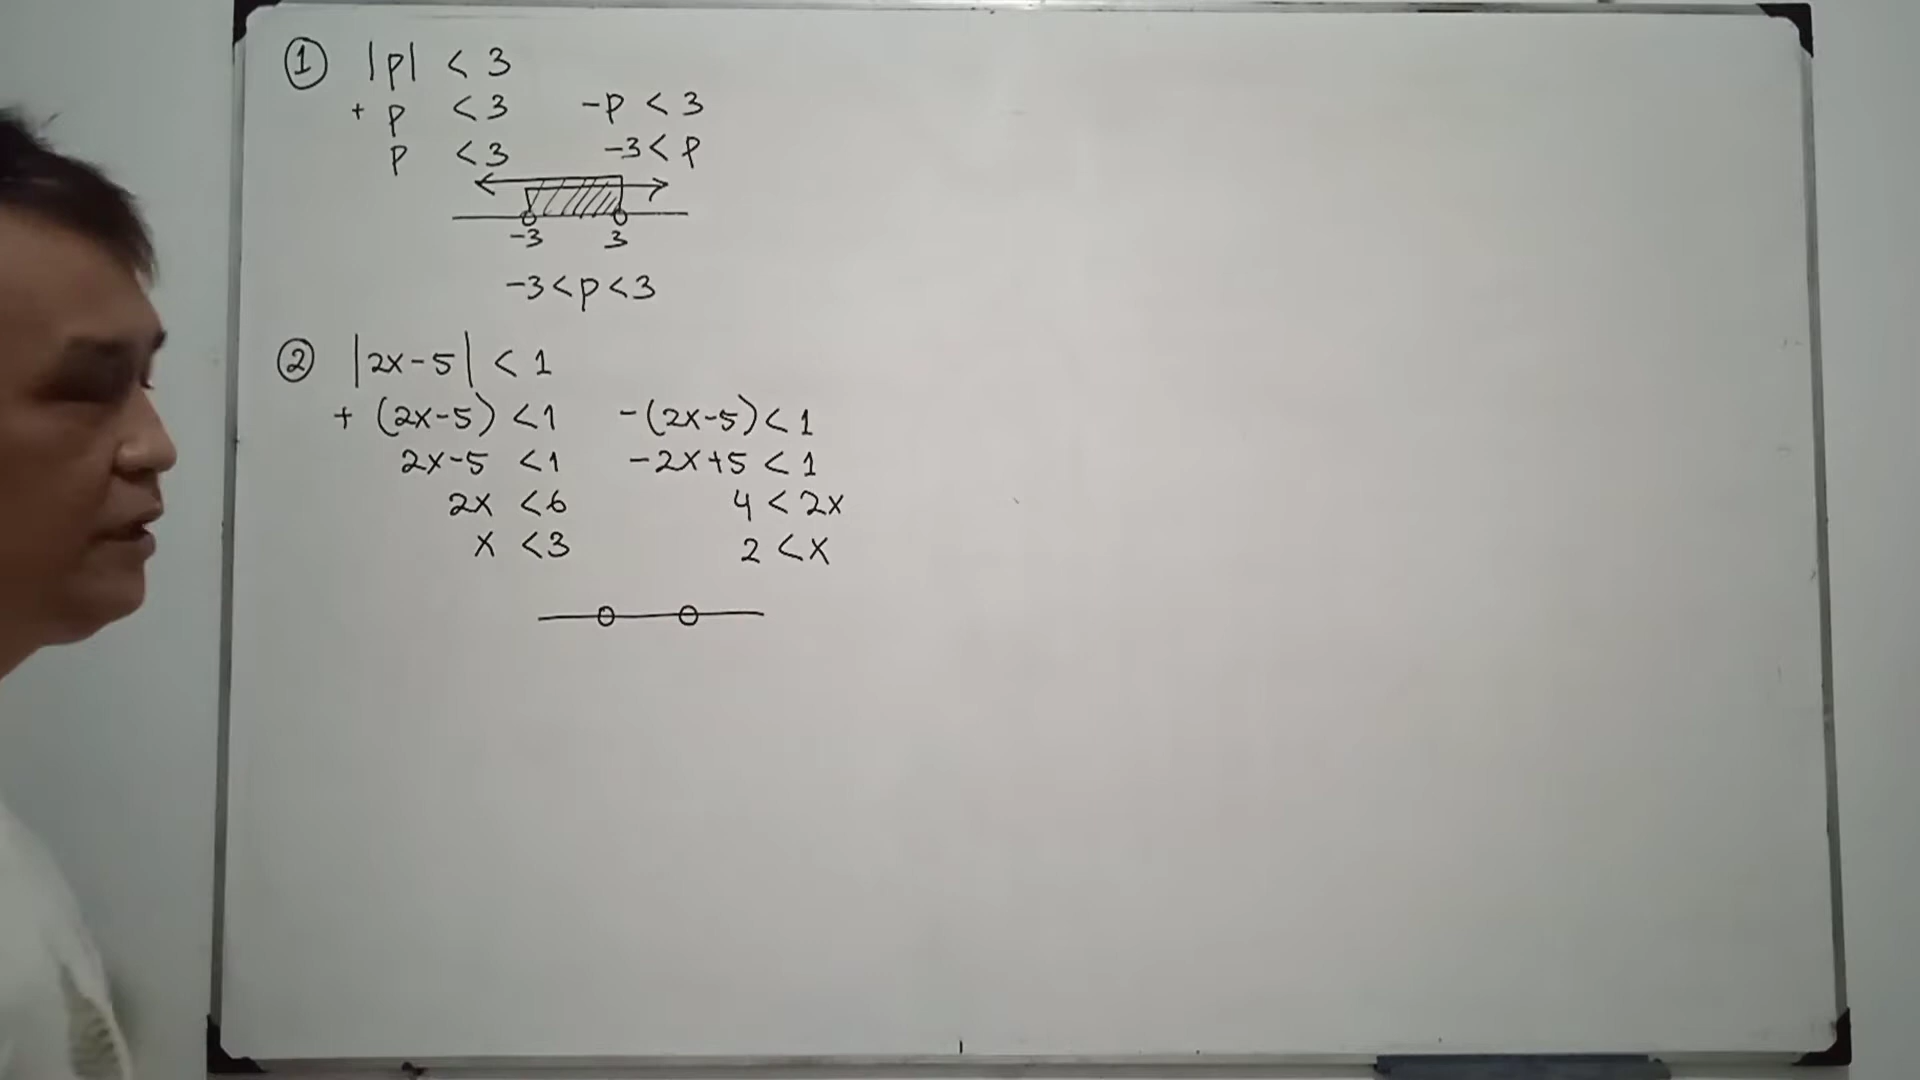 ① |p| < 3
+ p < 3 -p < 3
p < 3 -3 < p
-3 3
-3 < p < 3
② |2x-5| < 1
+ (2x-5) < 1 -(2x-5) < 1
2x-5 < 1 -2x+5 < 1
2x < 6 4 < 2x
x < 3 2 < x